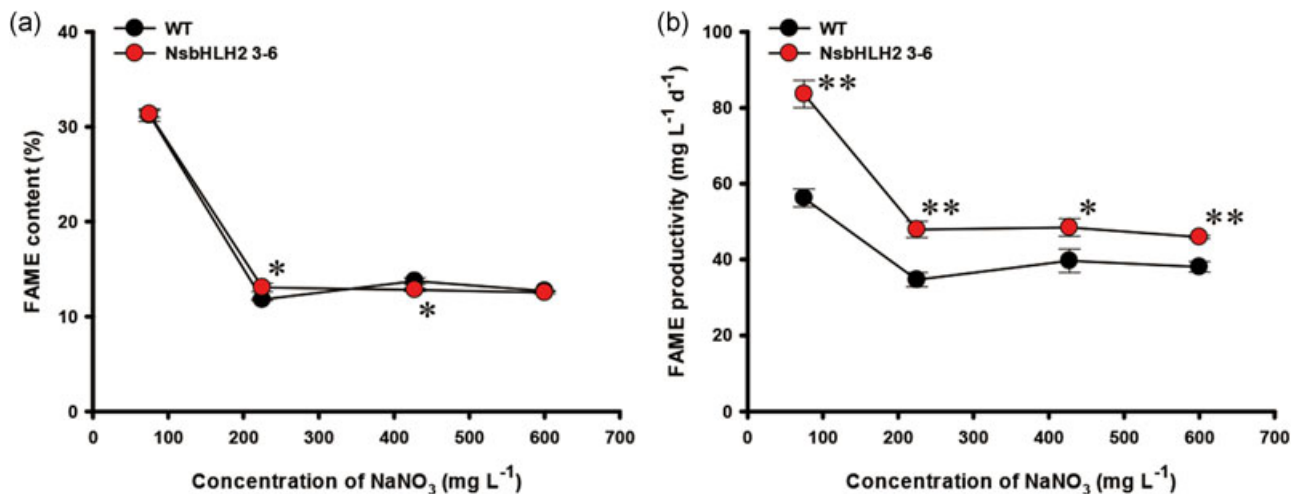 (a)
WT
NsbHLH2 3-6
FAME content (%)
40
30
20
10
0
*
*
0 100 200 300 400 500 600 700
Concentration of NaNO₃ (mg L⁻¹)
(b)
WT
NsbHLH2 3-6
FAME productivity (mg L⁻¹ d⁻¹)
100
80
60
40
20
0
**
**
*
**
0 100 200 300 400 500 600 700
Concentration of NaNO₃ (mg L⁻¹)